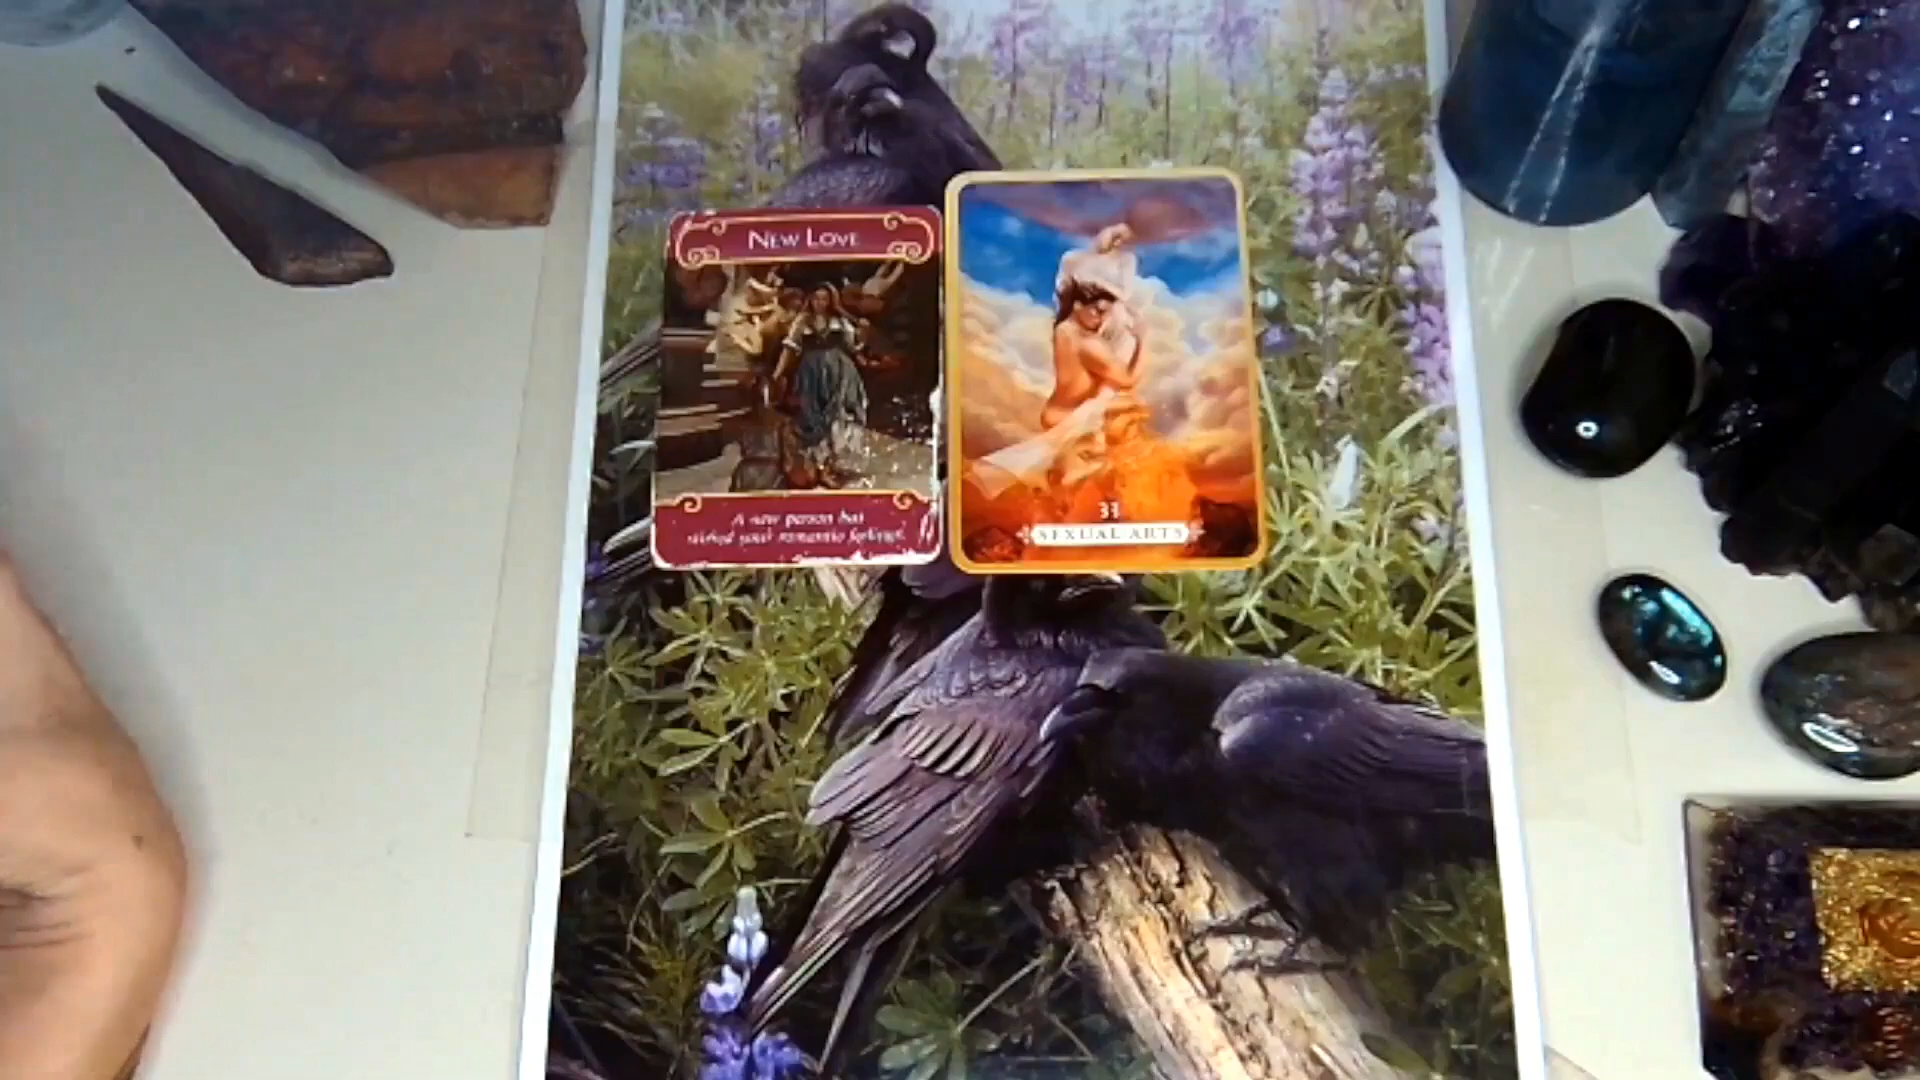 New Love
A new person has
stirred your romantic feelings.
33
SEXUAL ARTS